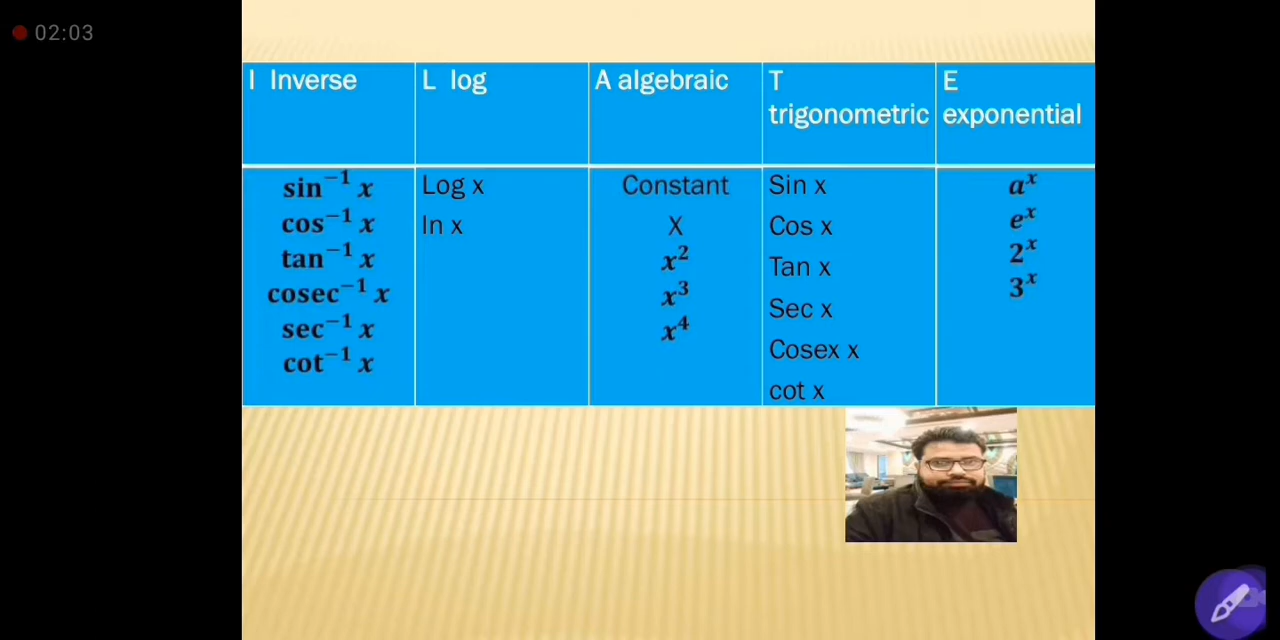 02:03
I Inverse
L log
A algebraic
T
trigonometric
E
exponential
sin⁻¹ x
cos⁻¹ x
tan⁻¹ x
cosec⁻¹ x
sec⁻¹ x
cot⁻¹ x
Log x
In x
Constant
X
x²
x³
x⁴
Sin x
Cos x
Tan x
Sec x
Cosex x
cot x
aˣ
eˣ
2ˣ
3ˣ